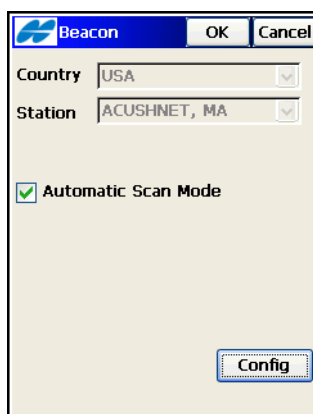 Beacon OK Cancel
Country USA
Station ACUSHNET, MA
Automatic Scan Mode
Config